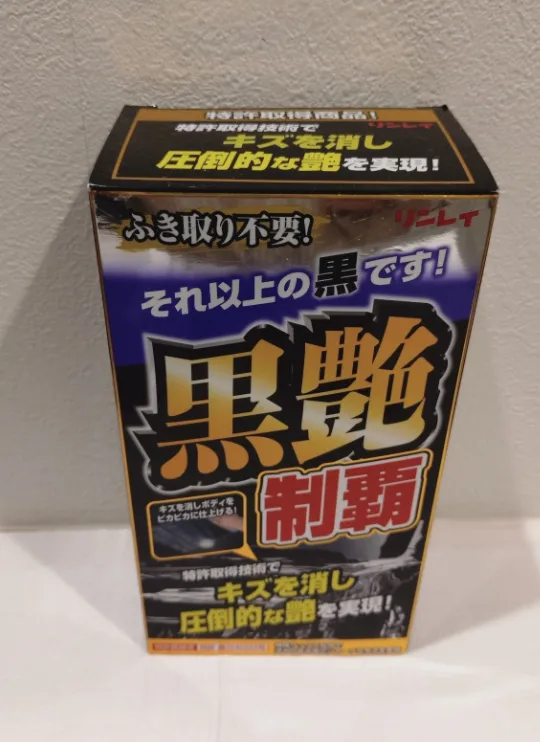 特許取得商品!
特許取得技術で
リンレイ
キズを消し
圧倒的な艶を実現!
ふき取り不要!
リンレイ
それ以上の黒です!
黒艶
制覇
キズを消しボディを
ピカピカに仕上げる!
特許取得技術で
キズを消し
圧倒的な艶を実現!